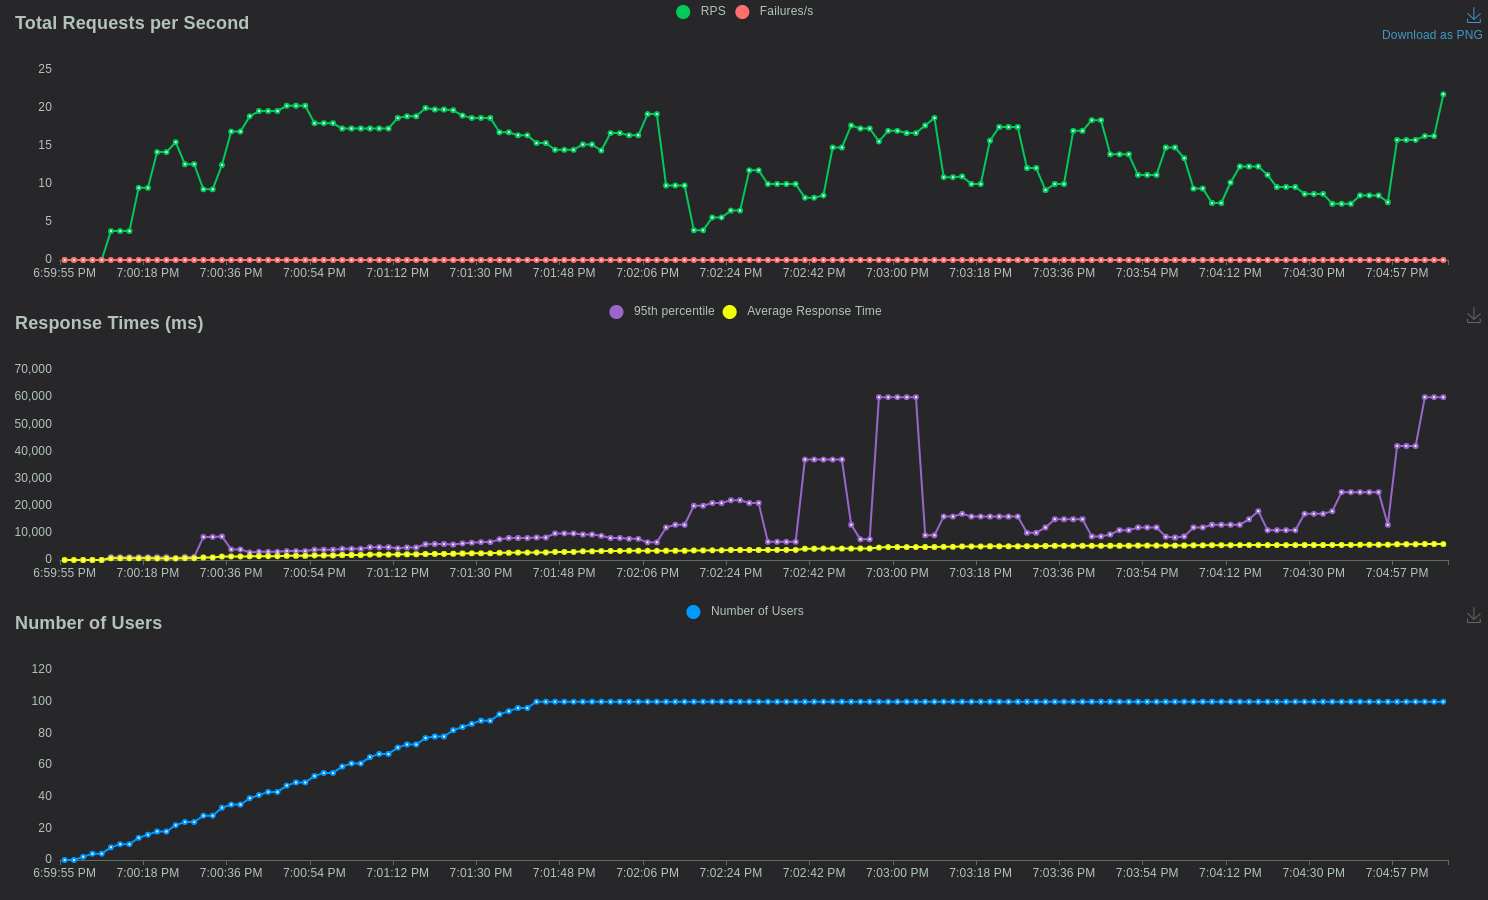 Total Requests per Second
RPS Failures/s
Download as PNG
25
20
15
10
5
0
6:59:55 PM 7:00:18 PM 7:00:36 PM 7:00:54 PM 7:01:12 PM 7:01:30 PM 7:01:48 PM 7:02:06 PM 7:02:24 PM 7:02:42 PM 7:03:00 PM 7:03:18 PM 7:03:36 PM 7:03:54 PM 7:04:12 PM 7:04:30 PM 7:04:57 PM
Response Times (ms)
95th percentile Average Response Time
70,000
60,000
50,000
40,000
30,000
20,000
10,000
0
6:59:55 PM 7:00:18 PM 7:00:36 PM 7:00:54 PM 7:01:12 PM 7:01:30 PM 7:01:48 PM 7:02:06 PM 7:02:24 PM 7:02:42 PM 7:03:00 PM 7:03:18 PM 7:03:36 PM 7:03:54 PM 7:04:12 PM 7:04:30 PM 7:04:57 PM
Number of Users
Number of Users
120
100
80
60
40
20
0
6:59:55 PM 7:00:18 PM 7:00:36 PM 7:00:54 PM 7:01:12 PM 7:01:30 PM 7:01:48 PM 7:02:06 PM 7:02:24 PM 7:02:42 PM 7:03:00 PM 7:03:18 PM 7:03:36 PM 7:03:54 PM 7:04:12 PM 7:04:30 PM 7:04:57 PM